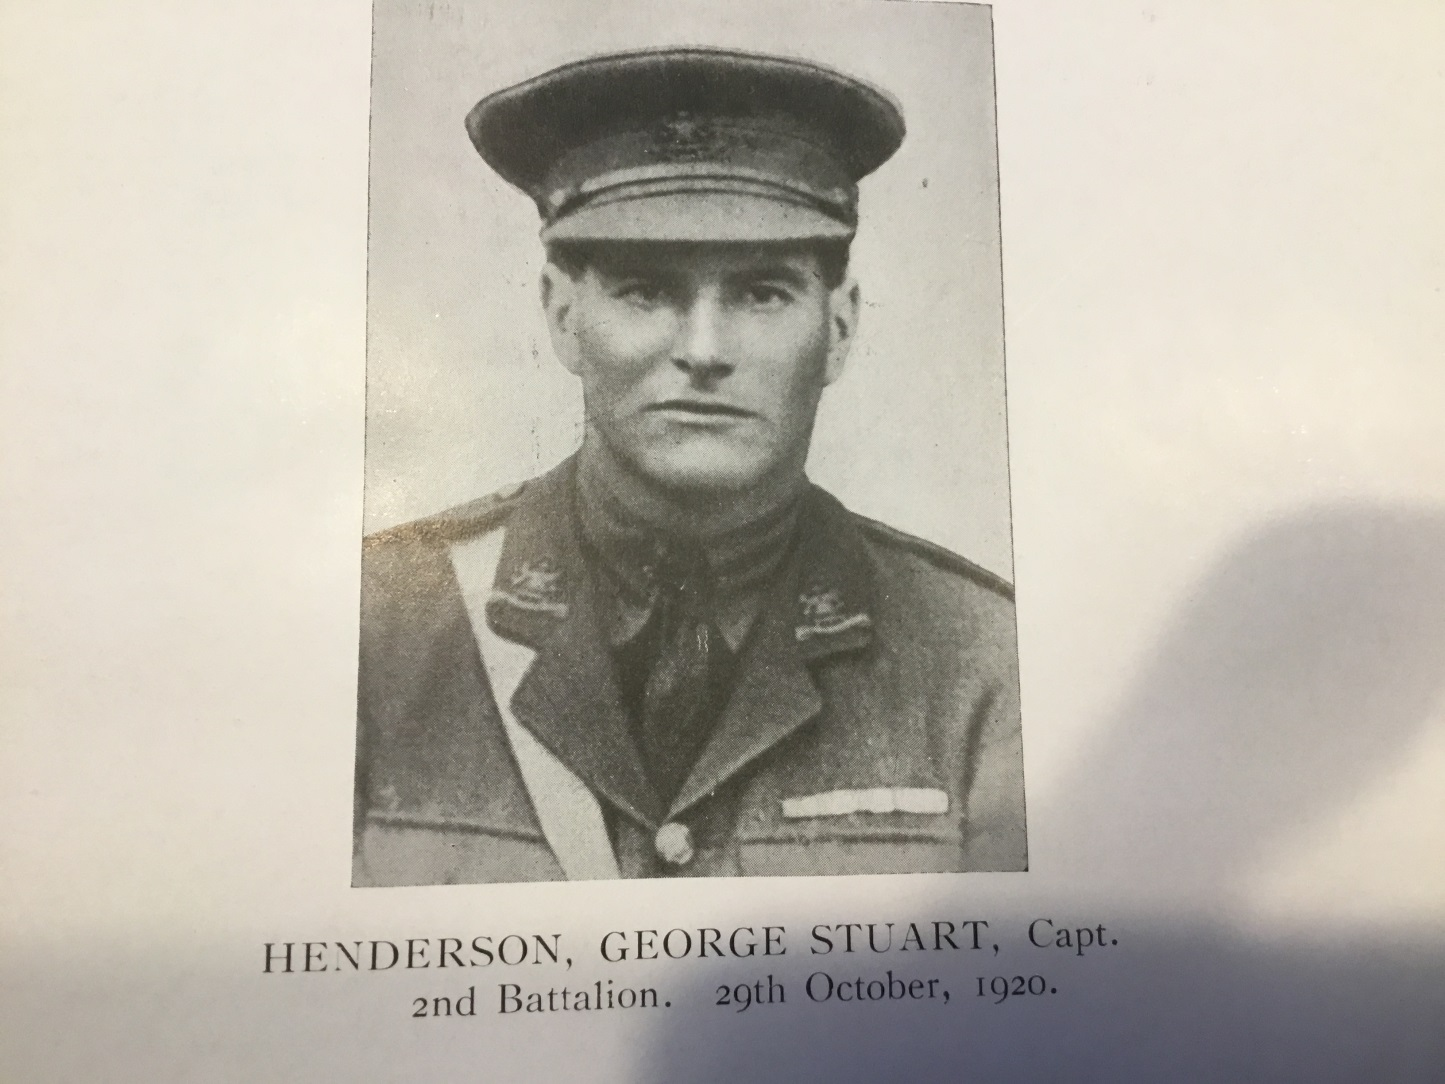 HENDERSON, GEORGE STUART, Capt.
2nd Battalion. 29th October, 1920.